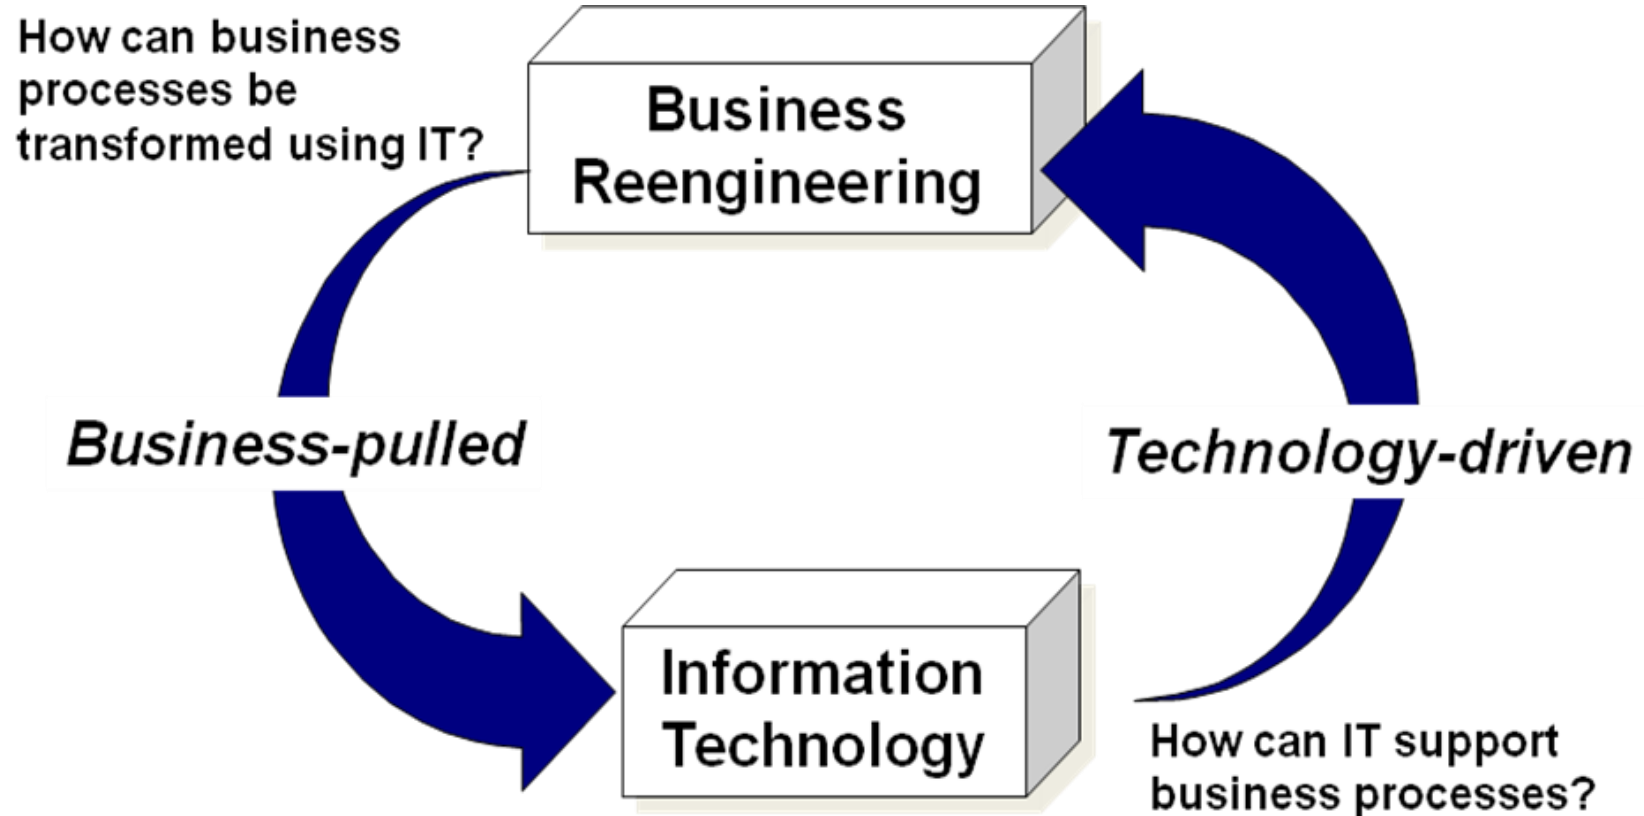 How can business
processes be
transformed using IT?
Business
Reengineering
Business-pulled
Technology-driven
Information
Technology
How can IT support
business processes?